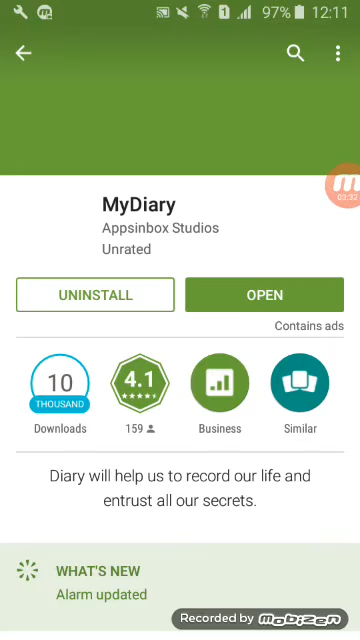 97% 12:11
03:32
MyDiary
Appsinbox Studios
Unrated
UNINSTALL OPEN
Contains ads
10 4.1
THOUSAND
Downloads 159 Business Similar
Diary will help us to record our life and
entrust all our secrets.
WHAT'S NEW
Alarm updated
Recorded by mobizen